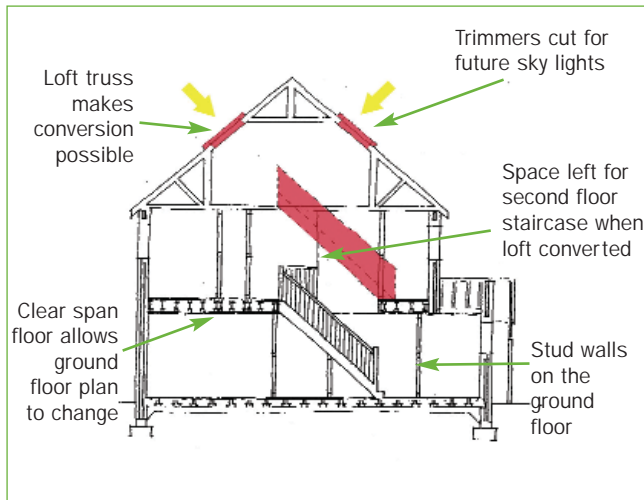 Loft truss
makes
conversion
possible
Trimmers cut for
future sky lights
Space left for
second floor
staircase when
loft converted
Clear span
floor allows
ground
floor plan
to change
Stud walls
on the
ground
floor